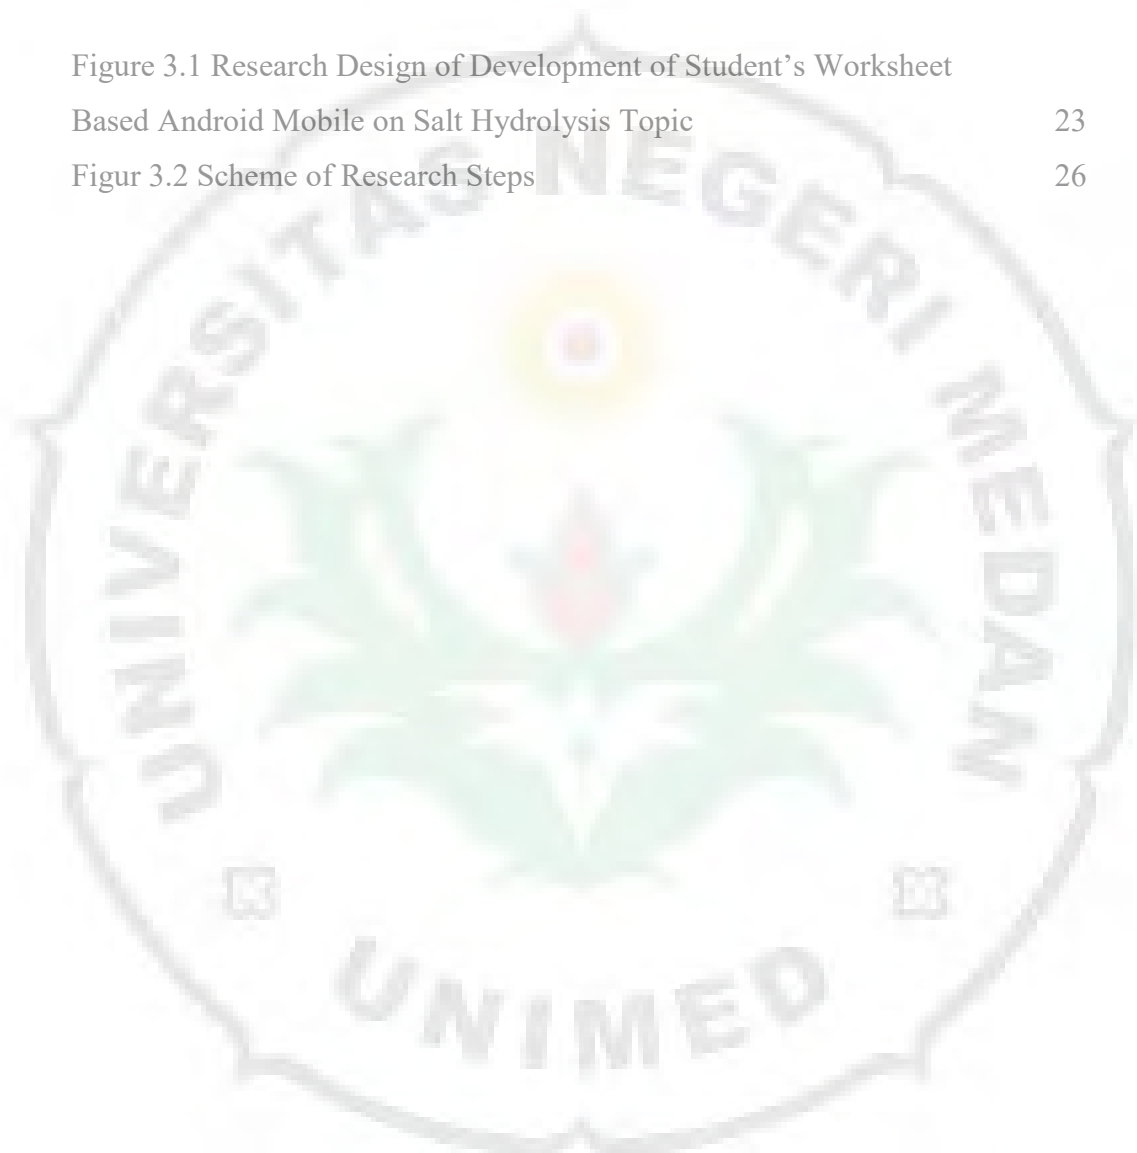 Figure 3.1 Research Design of Development of Student's Worksheet
Based Android Mobile on Salt Hydrolysis Topic 23
Figur 3.2 Scheme of Research Steps 26
UNIVERSITAS NEGERI MEDAN
UNIMED